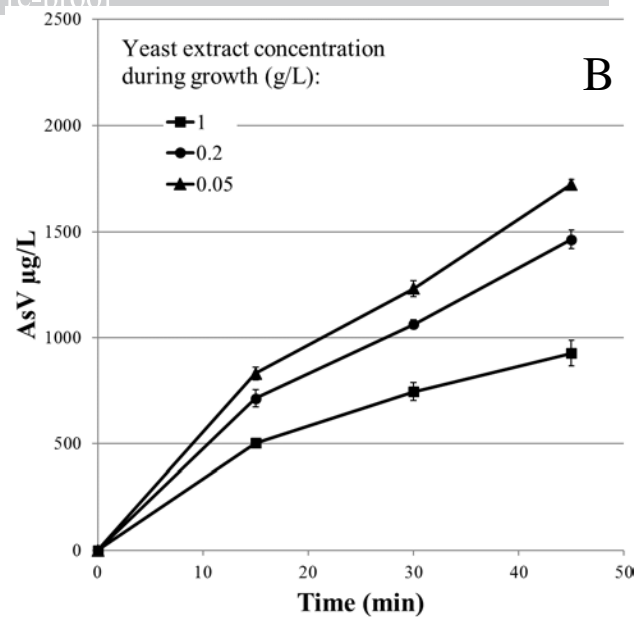 Yeast extract concentration
during growth (g/L):
B
1
0.2
0.05
2500
2000
1500
1000
500
0
AsV µg/L
0 10 20 30 40 50
Time (min)